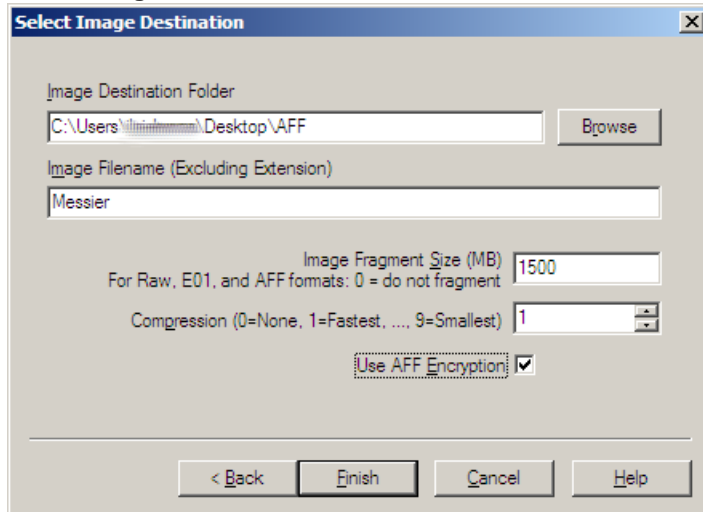 Select Image Destination
Image Destination Folder
C:\Users\ \Desktop\AFF
Browse
Image Filename (Excluding Extension)
Messier
Image Fragment Size (MB)
1500
For Raw, E01, and AFF formats: 0 = do not fragment
Compression (0=None, 1=Fastest, ..., 9=Smallest)
1
Use AFF Encryption
< Back
Finish
Cancel
Help